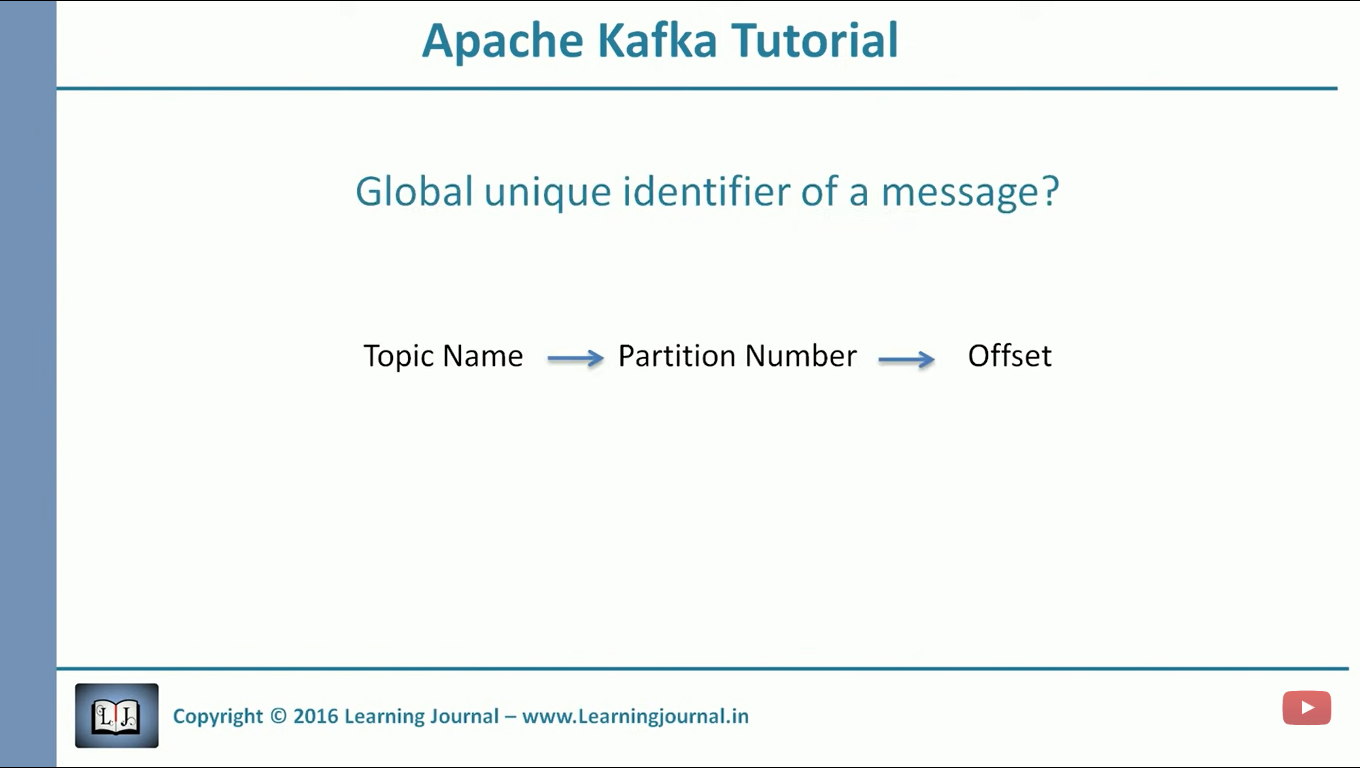 Apache Kafka Tutorial
Global unique identifier of a message?
Topic Name → Partition Number → Offset
LJ
Copyright © 2016 Learning Journal – www.Learningjournal.in